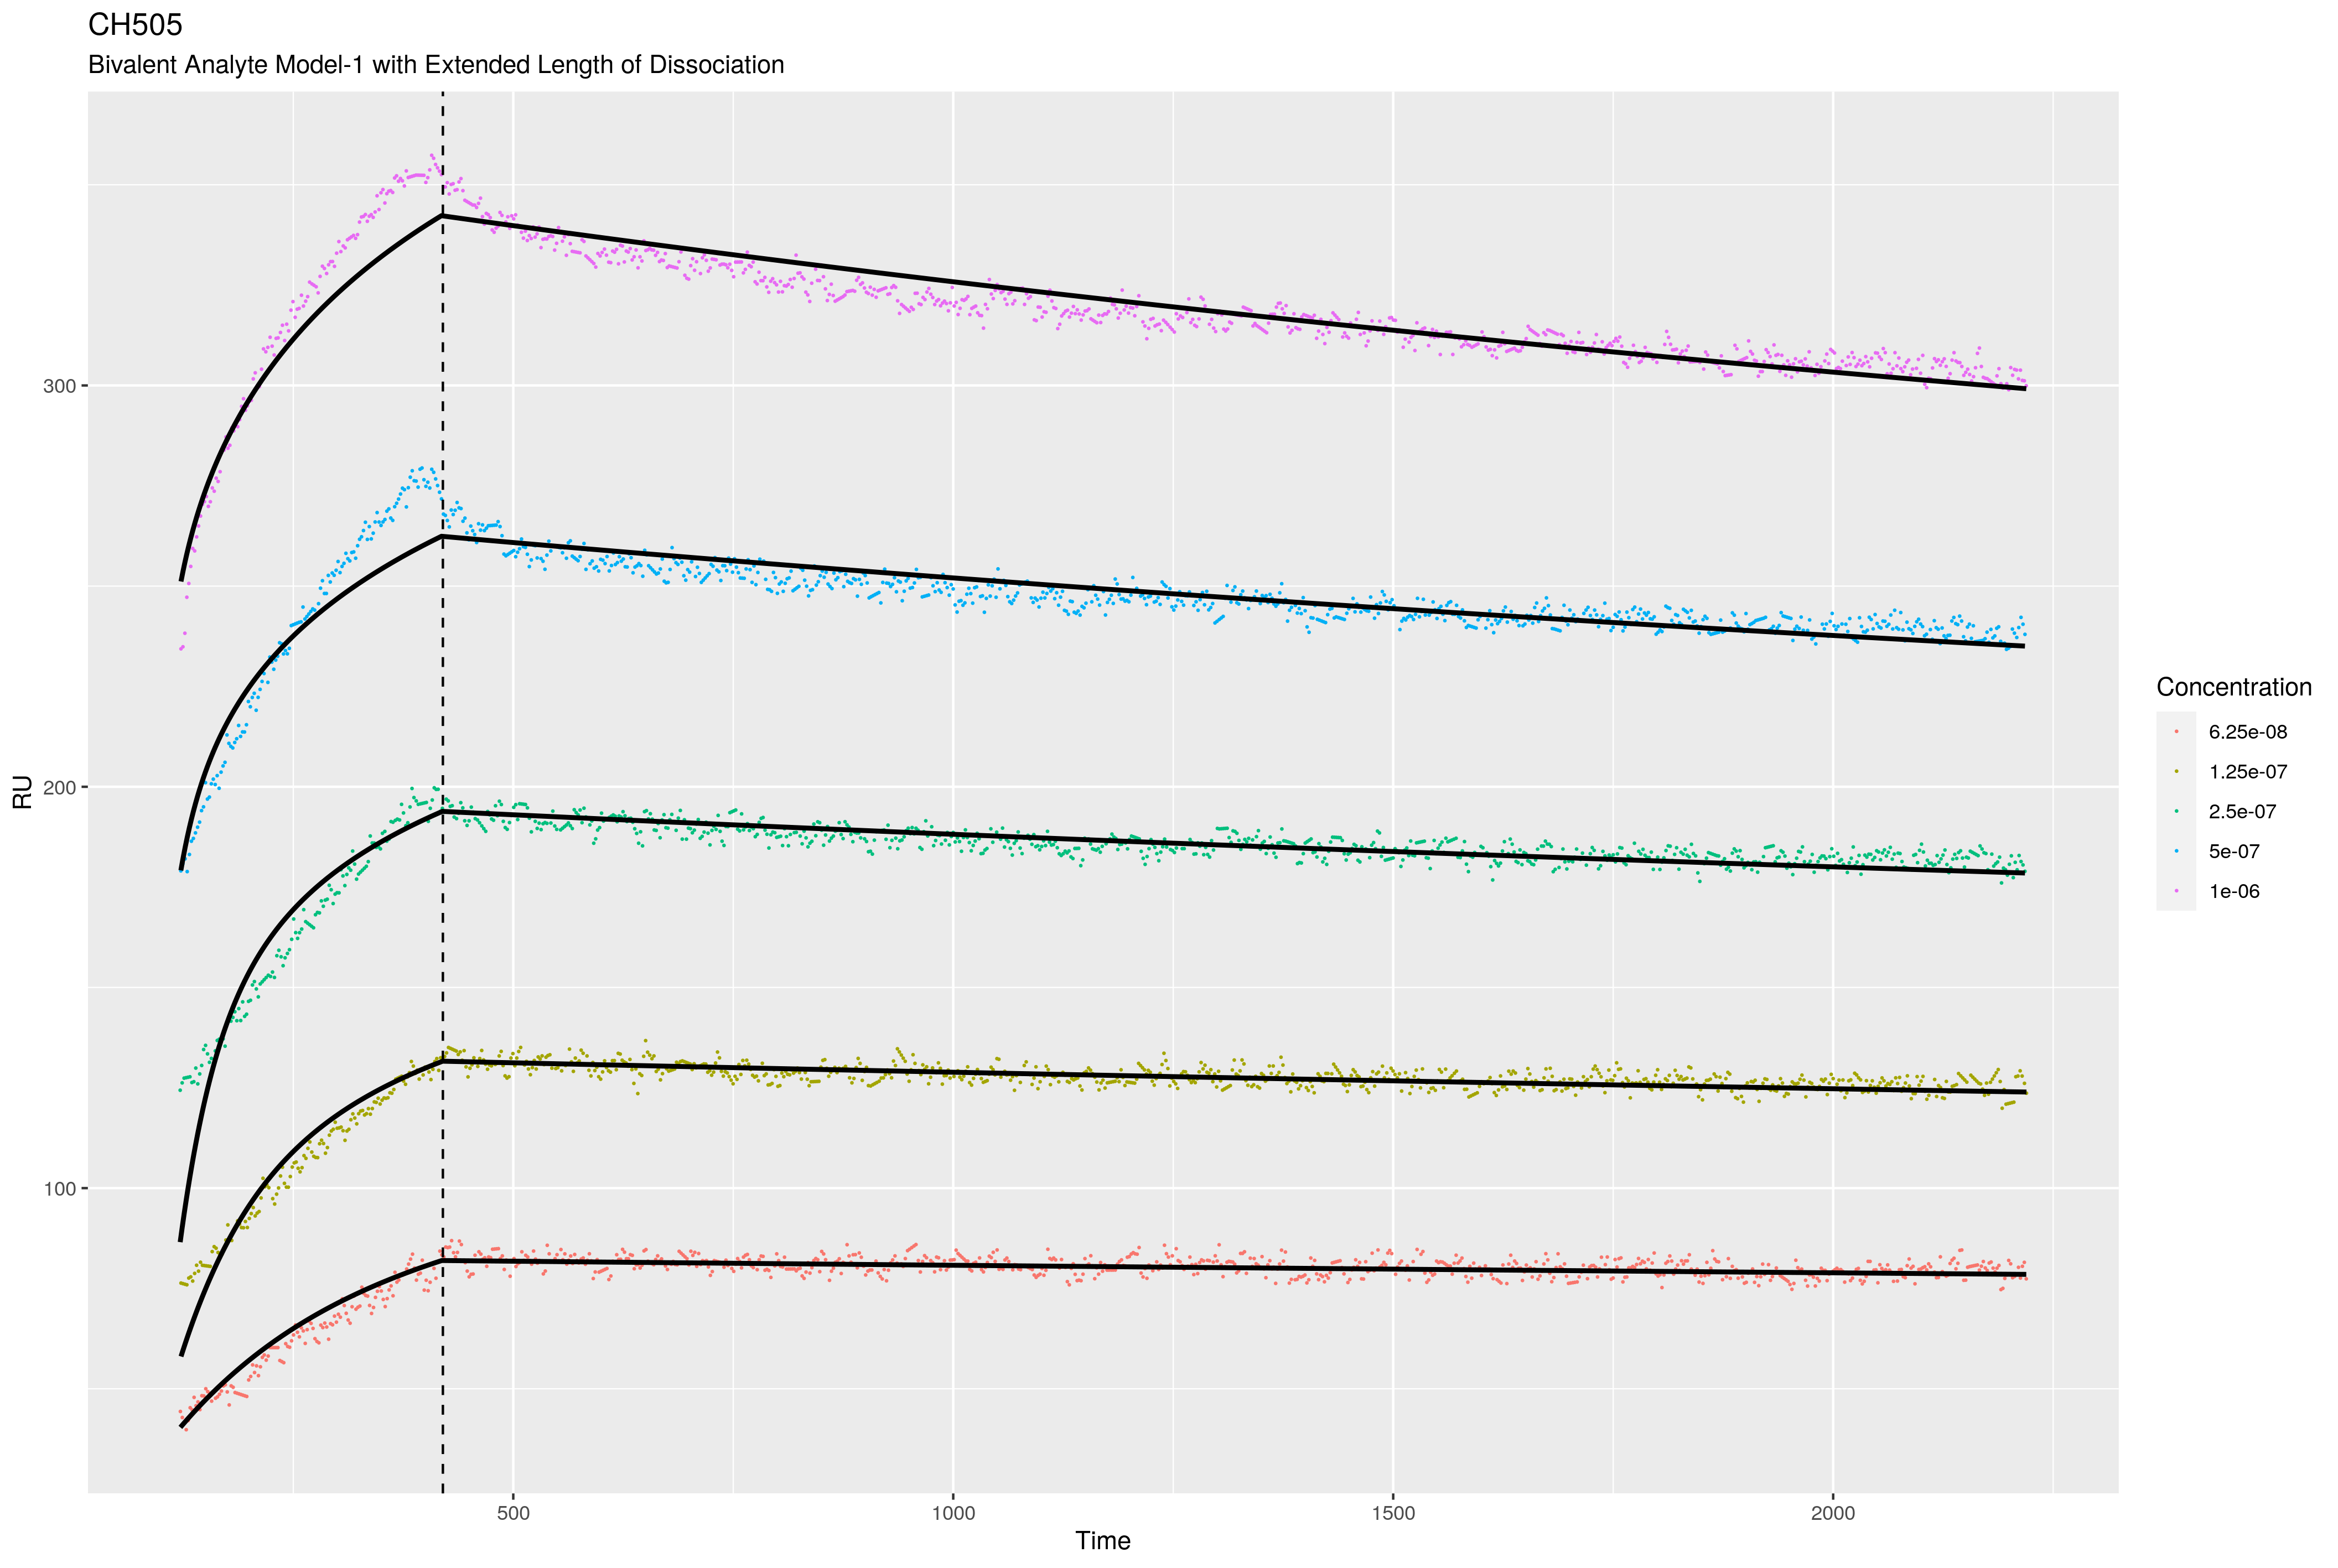 CH505
Bivalent Analyte Model-1 with Extended Length of Dissociation
300
200
100
RU
500
1000
1500
2000
Time
Concentration
6.25e-08
1.25e-07
2.5e-07
5e-07
1e-06